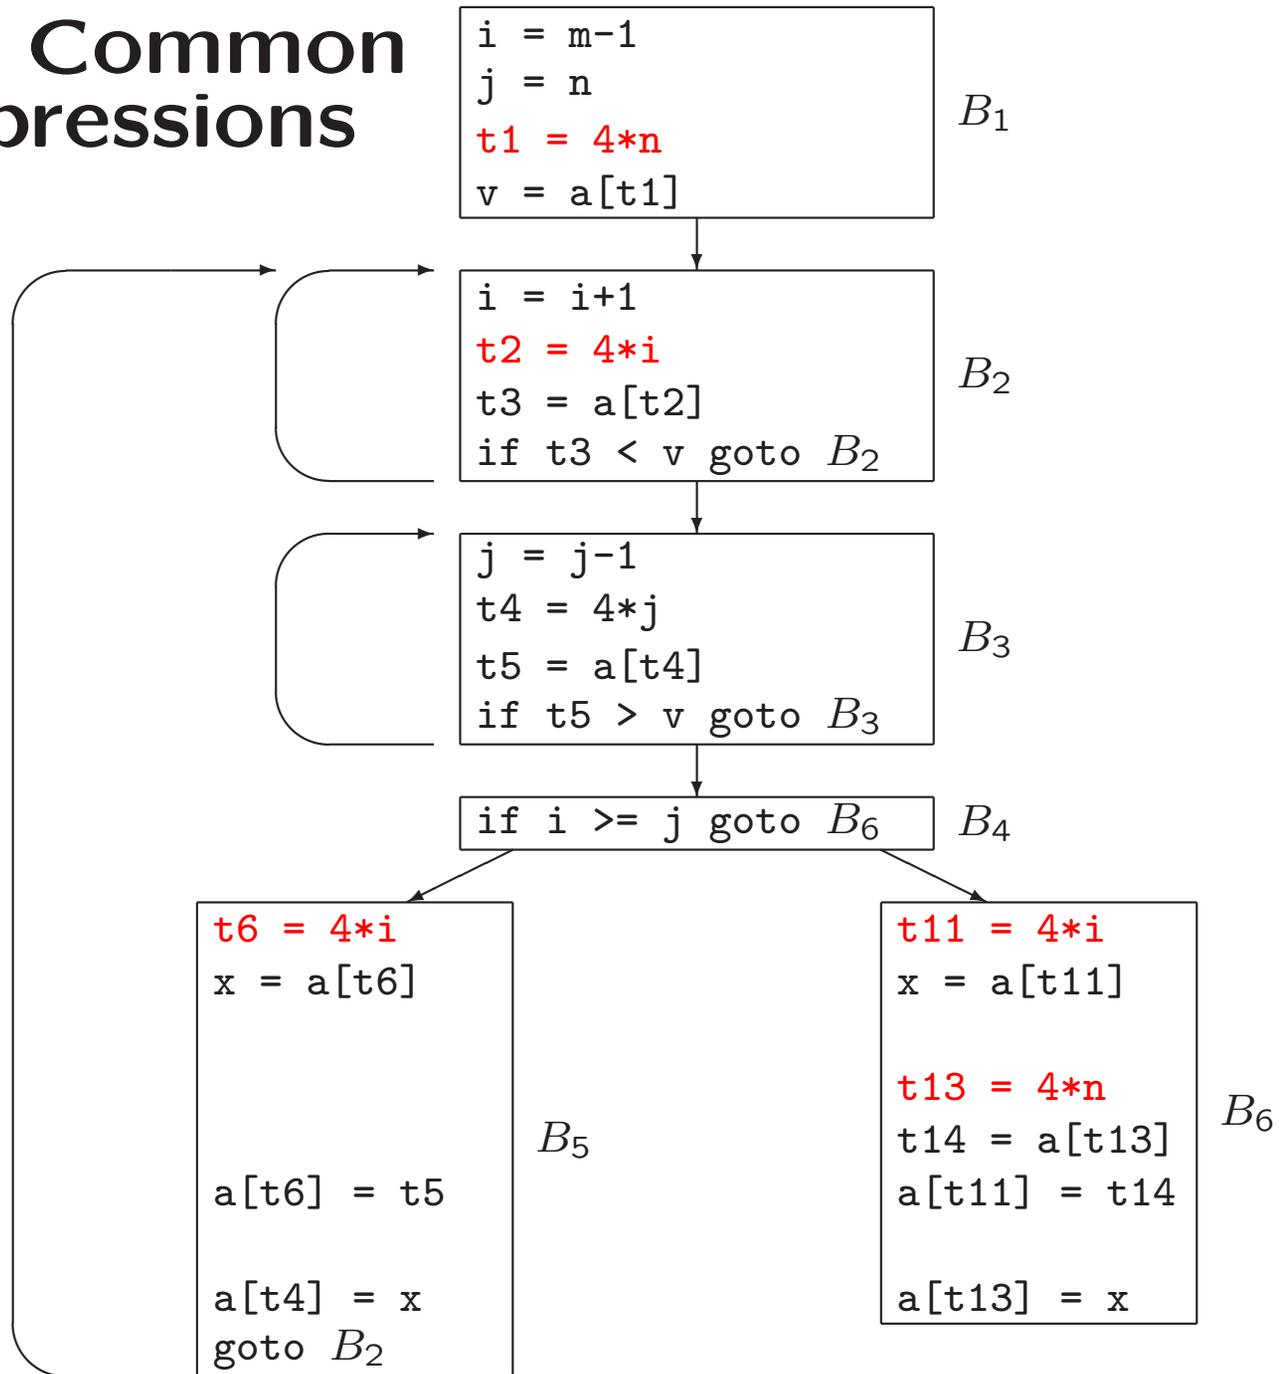 Common
pressions
i = m-1
j = n
t1 = 4*n
v = a[t1]
B1
i = i+1
t2 = 4*i
t3 = a[t2]
if t3 < v goto B2
B2
j = j-1
t4 = 4*j
t5 = a[t4]
if t5 > v goto B3
B3
if i >= j goto B6
B4
t6 = 4*i
x = a[t6]
a[t6] = t5
a[t4] = x
goto B2
B5
t11 = 4*i
x = a[t11]
t13 = 4*n
t14 = a[t13]
a[t11] = t14
a[t13] = x
B6